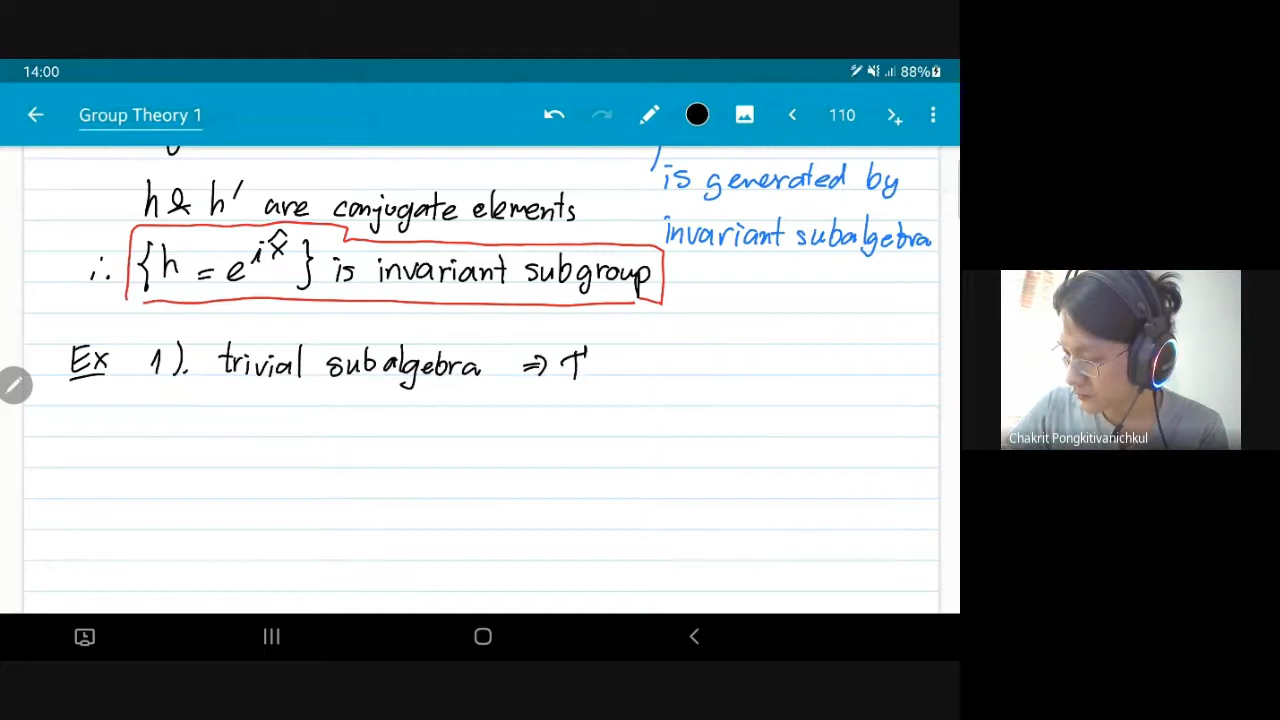 14:00
88%
Group Theory 1
110
is generated by
invariant subalgebra
h & h' are conjugate elements
∴ {h = e^{i x̂}} is invariant subgroup
Ex 1). trivial subalgebra ⇒
Chakrit Pongkitivanichkul